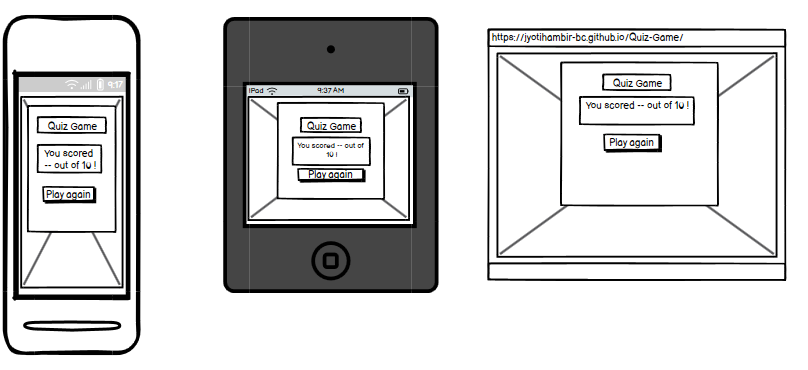 9:17
Quiz Game
You scored
-- out of 10 !
Play again
iPad
9:37 AM
Quiz Game
You scored -- out of
10 !
Play again
https://jyotihambir-bc.github.io/Quiz-Game/
Quiz Game
You scored -- out of 10 !
Play again